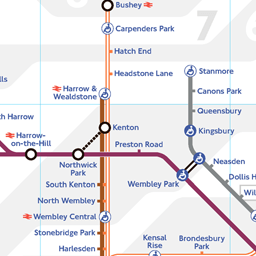 Bushey
7
Carpenders Park
Hatch End
Headstone Lane
Stanmore
Canons Park
Harrow &
Wealdstone
Queensbury
Harrow
Kenton
Kingsbury
Harrow-
on-the-Hill
Preston Road
Neasden
Northwick
Park
Dollis
South Kenton
Wembley Park
North Wembley
Wembley Central
Stonebridge Park
Kensal
Rise
Brondesbury
Park
Harlesden